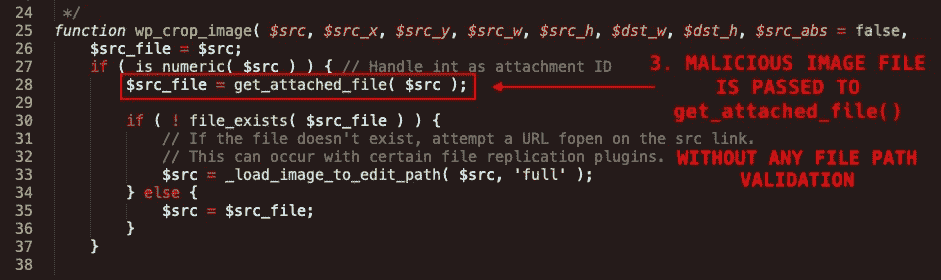 24 */
25 function wp_crop_image( $src, $src_x, $src_y, $src_w, $src_h, $dst_w, $dst_h, $src_abs = false,
26 $src_file = $src;
27 if ( is_numeric( $src ) ) { // Handle int as attachment ID
28 $src_file = get_attached_file( $src );
29
30 if ( ! file_exists( $src_file ) ) {
31 // If the file doesn't exist, attempt a URL fopen on the src link.
32 // This can occur with certain file replication plugins.
33 $src = _load_image_to_edit_path( $src, 'full' );
34 } else {
35 $src = $src_file;
36 }
37 }
38
3. MALICIOUS IMAGE FILE
IS PASSED TO
get_attached_file()
WITHOUT ANY FILE PATH
VALIDATION